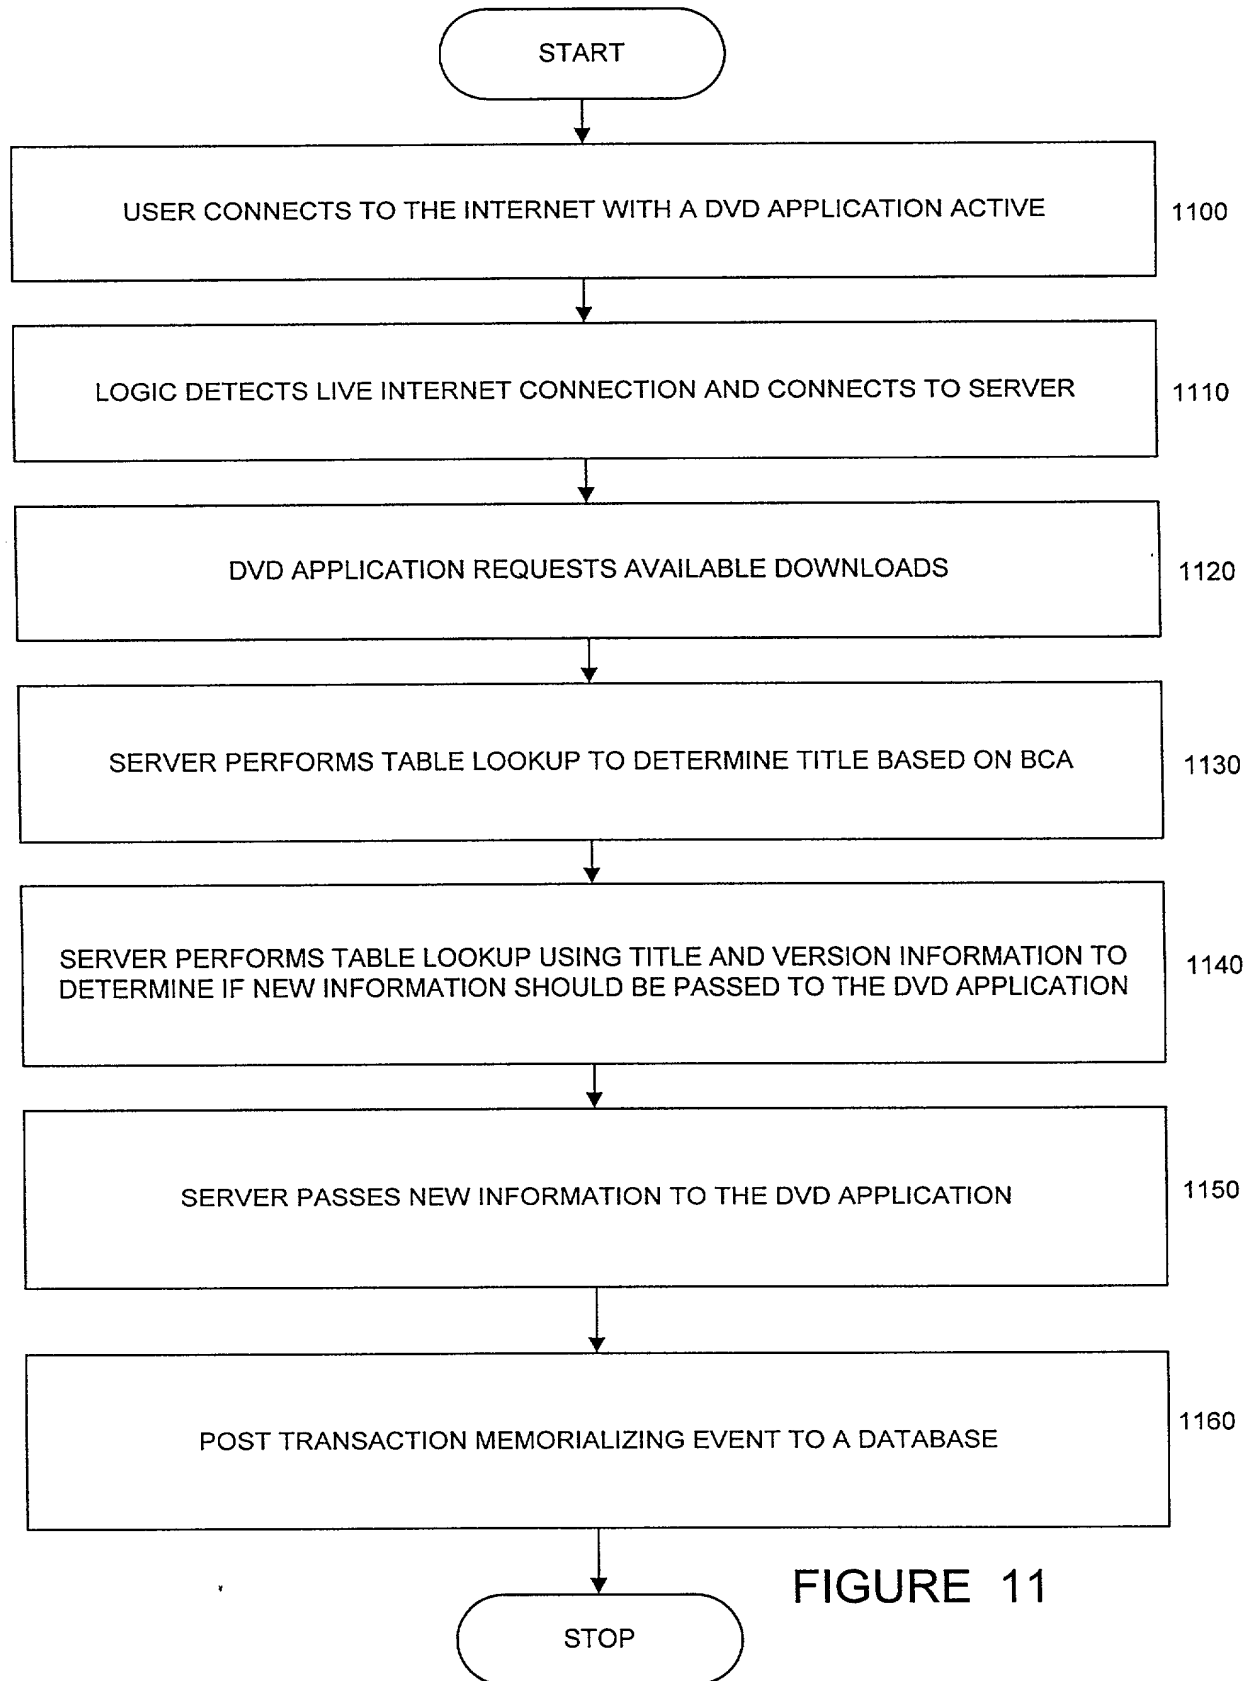 START
USER CONNECTS TO THE INTERNET WITH A DVD APPLICATION ACTIVE
1100
LOGIC DETECTS LIVE INTERNET CONNECTION AND CONNECTS TO SERVER
1110
DVD APPLICATION REQUESTS AVAILABLE DOWNLOADS
1120
SERVER PERFORMS TABLE LOOKUP TO DETERMINE TITLE BASED ON BCA
1130
SERVER PERFORMS TABLE LOOKUP USING TITLE AND VERSION INFORMATION TO
DETERMINE IF NEW INFORMATION SHOULD BE PASSED TO THE DVD APPLICATION
1140
SERVER PASSES NEW INFORMATION TO THE DVD APPLICATION
1150
POST TRANSACTION MEMORIALIZING EVENT TO A DATABASE
1160
FIGURE 11
STOP